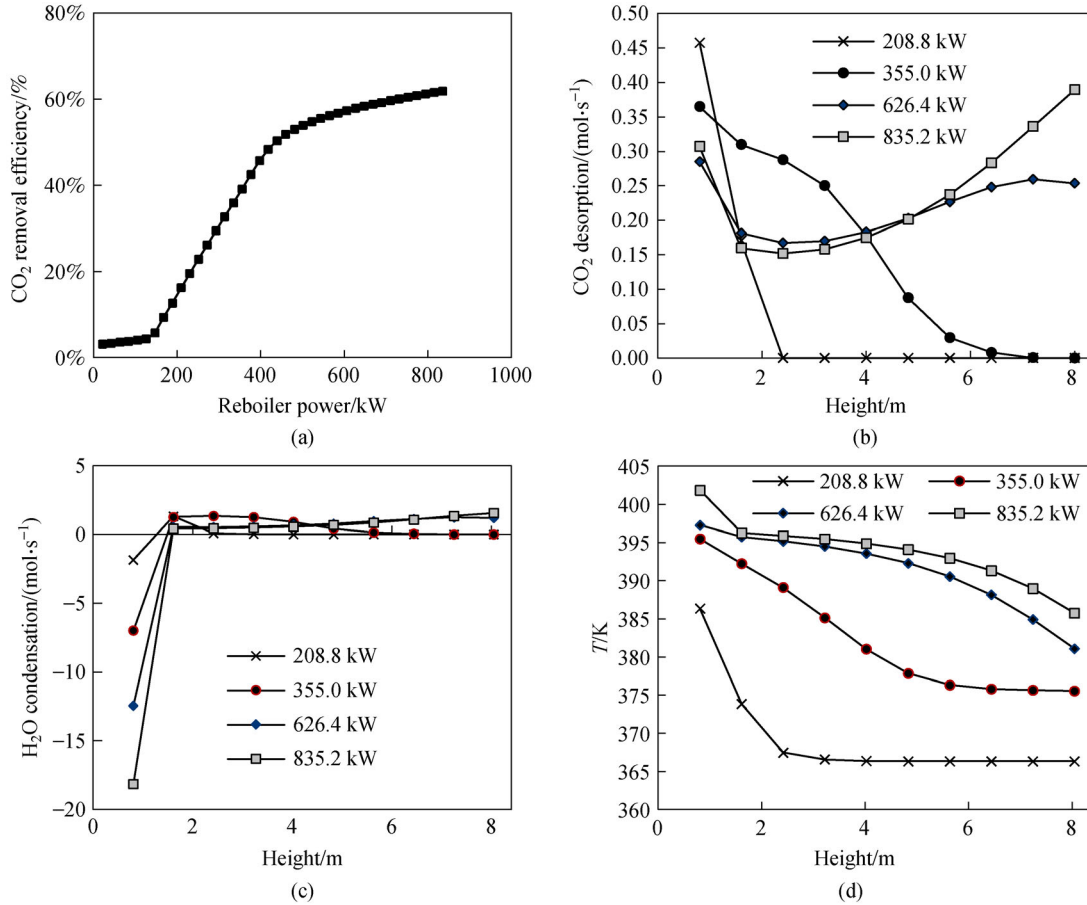 80%
60%
40%
20%
0%
CO₂ removal efficiency/%
0 200 400 600 800 1000
Reboiler power/kW
(a)
0.50
0.45
0.40
0.35
0.30
0.25
0.20
0.15
0.10
0.05
0.00
CO₂ desorption/(mol·s⁻¹)
208.8 kW
355.0 kW
626.4 kW
835.2 kW
0 2 4 6 8
Height/m
(b)
5
0
−5
−10
−15
−20
H₂O condensation/(mol·s⁻¹)
208.8 kW
355.0 kW
626.4 kW
835.2 kW
0 2 4 6 8
Height/m
(c)
405
400
395
390
385
380
375
370
365
360
T/K
208.8 kW 355.0 kW
626.4 kW 835.2 kW
0 2 4 6 8
Height/m
(d)